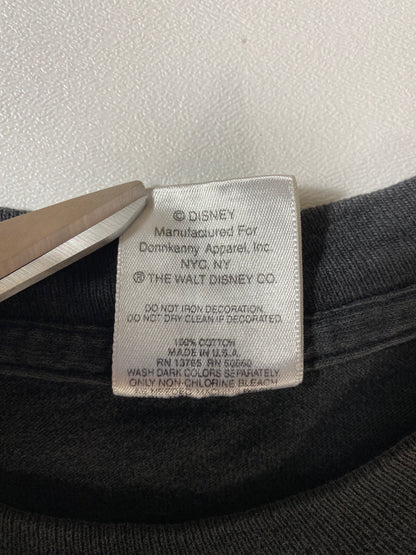 © DISNEY
Manufactured For
Donnkenny Apparel, Inc.
NYC, NY
® THE WALT DISNEY CO.
DO NOT IRON DECORATION.
DO NOT DRY CLEAN IF DECORATED.
100% COTTON
MADE IN U.S.A.
RN 13765 RN
WASH DARK COLORS SEPARATELY
ONLY NON-CHLORINE BLEACH